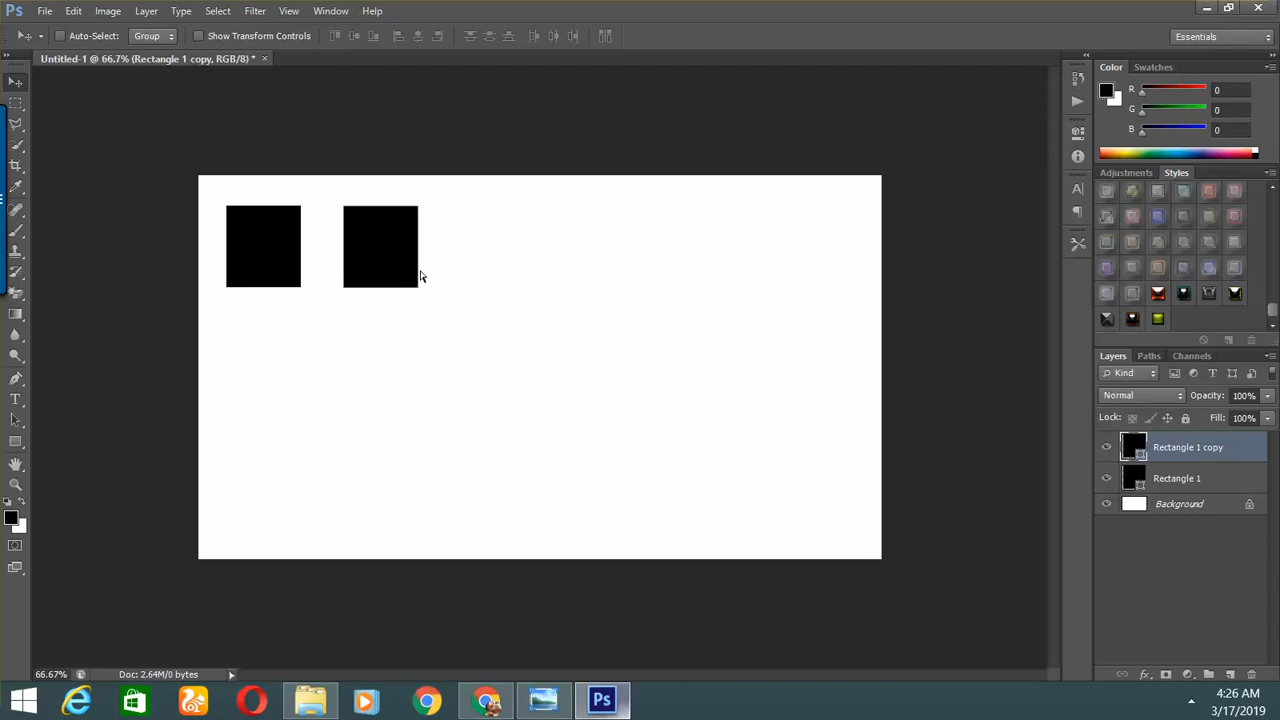 Ps File Edit Image Layer Type Select Filter View Window Help
Auto-Select: Group Show Transform Controls Essentials
Untitled-1 @ 66.7% (Rectangle 1 copy, RGB/8) * ×
Color Swatches
R 0
G 0
B 0
Adjustments Styles
Layers Paths Channels
Kind
Normal Opacity: 100%
Lock: Fill: 100%
Rectangle 1 copy
Rectangle 1
Background
66.67% Doc: 2.64M/0 bytes
Ps
4:26 AM
3/17/2019